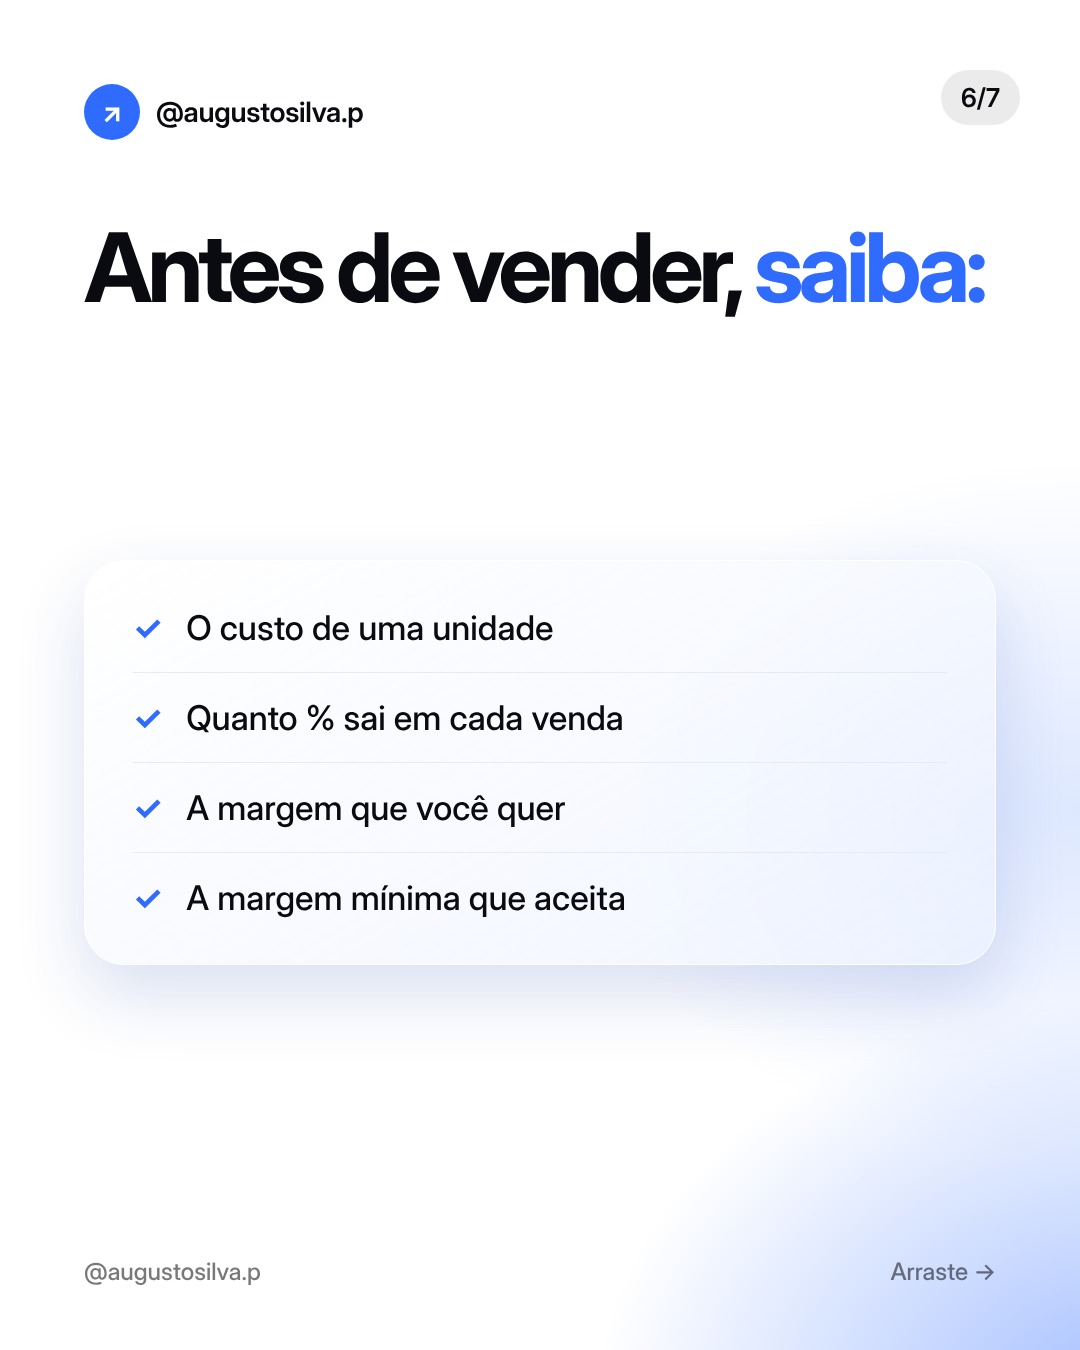 @augustosilva.p
6/7
Antes de vender, saiba:
O custo de uma unidade
Quanto % sai em cada venda
A margem que você quer
A margem mínima que aceita
@augustosilva.p
Arraste →